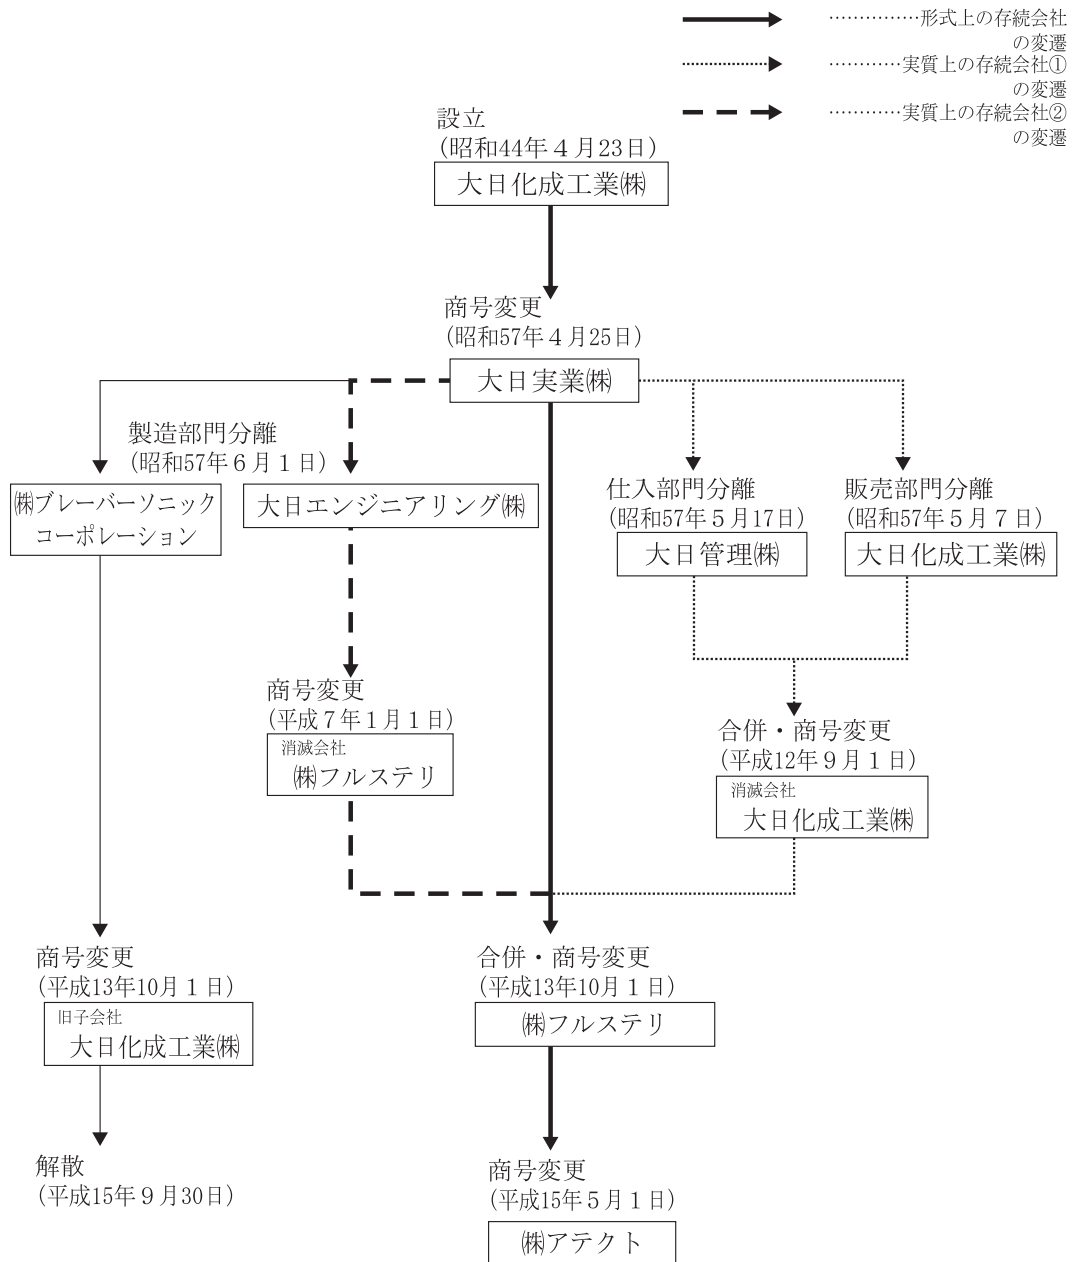 ……………形式上の存続会社
の変遷
…………実質上の存続会社①
の変遷
…………実質上の存続会社②
の変遷
設立
(昭和44年4月23日)
大日化成工業㈱
商号変更
(昭和57年4月25日)
大日実業㈱
製造部門分離
(昭和57年6月1日)
㈱ブレーバーソニック
コーポレーション
大日エンジニアリング㈱
仕入部門分離
(昭和57年5月17日)
大日管理㈱
販売部門分離
(昭和57年5月7日)
大日化成工業㈱
商号変更
(平成7年1月1日)
消滅会社
㈱フルステリ
合併・商号変更
(平成12年9月1日)
消滅会社
大日化成工業㈱
商号変更
(平成13年10月1日)
旧子会社
大日化成工業㈱
合併・商号変更
(平成13年10月1日)
㈱フルステリ
解散
(平成15年9月30日)
商号変更
(平成15年5月1日)
㈱アテクト